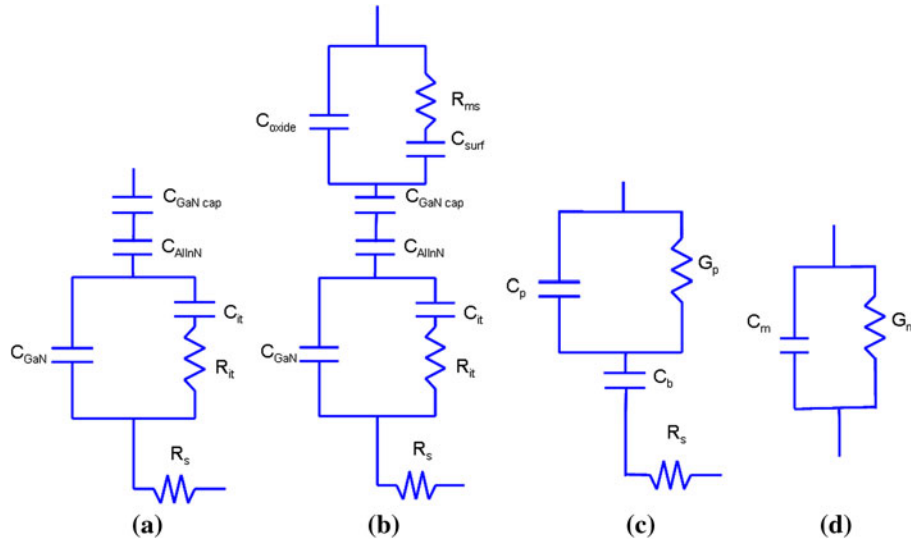 C_oxide
R_ms
C_surf
C_GaN cap
C_GaN cap
C_AlInN
C_AlInN
C_it
C_it
C_GaN
R_it
C_GaN
R_it
R_s
R_s
C_p
G_p
C_b
R_s
C_m
(a)
(b)
(c)
(d)